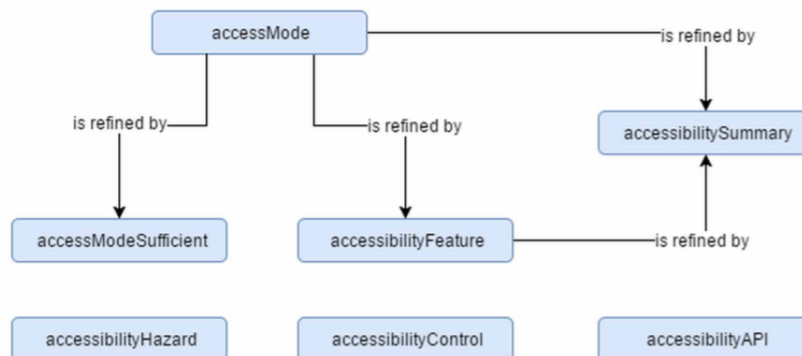 accessMode
is refined by
is refined by
is refined by
accessibilitySummary
accessModeSufficient
accessibilityFeature
is refined by
accessibilityHazard
accessibilityControl
accessibilityAPI